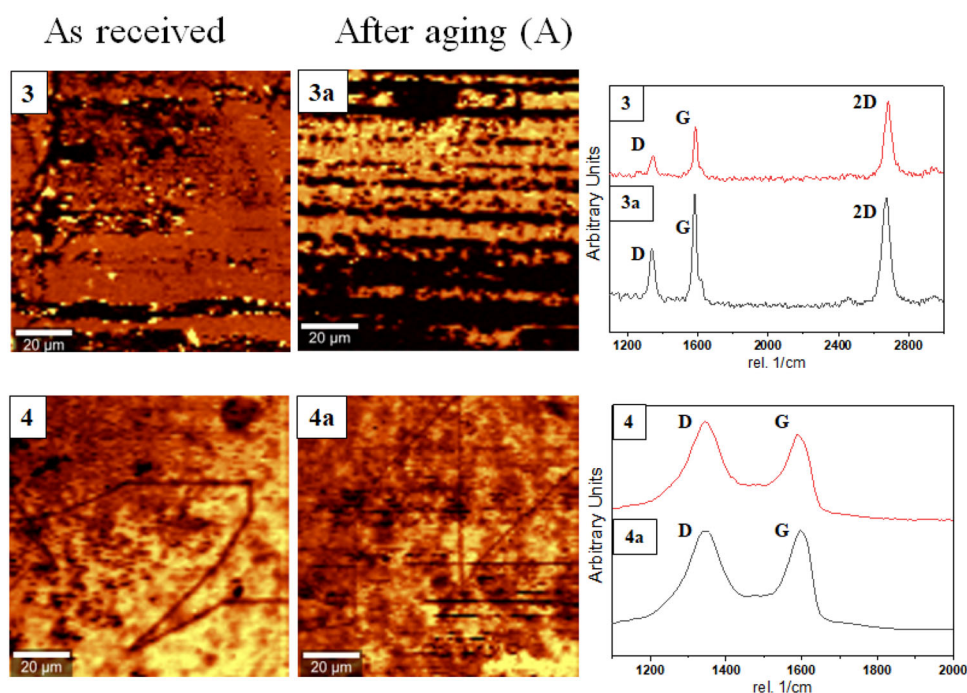 As received
After aging (A)
3
20 µm
3a
20 µm
3
D
G
2D
3a
D
G
2D
Arbitrary Units
1200 1600 2000 2400 2800
rel. 1/cm
4
20 µm
4a
20 µm
4
D
G
4a
D
G
Arbitrary Units
1200 1400 1600 1800 2000
rel. 1/cm